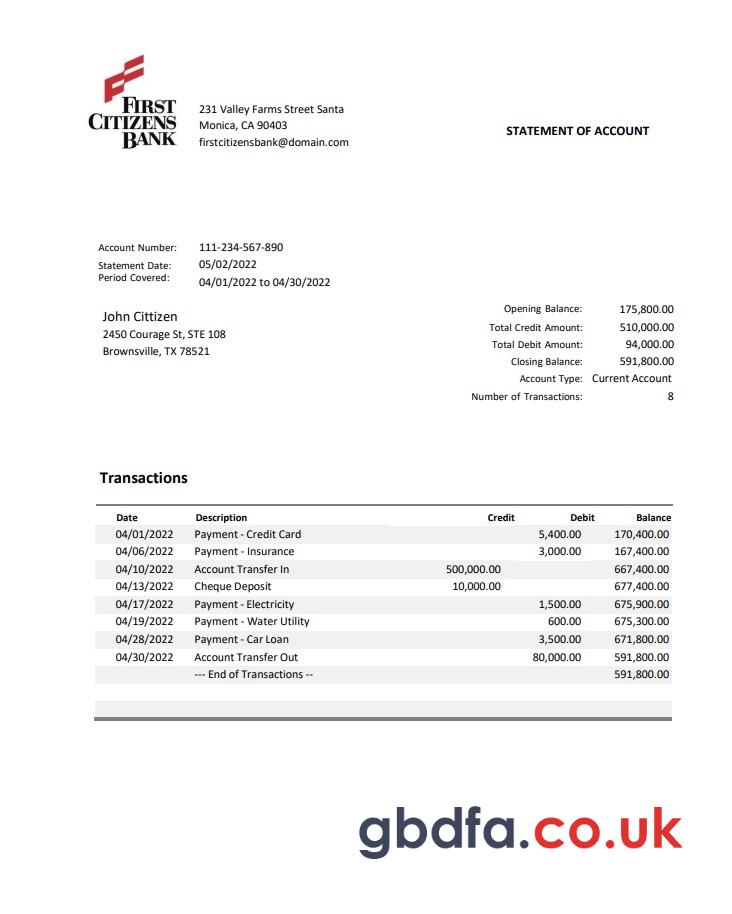 FIRST
CITIZENS
BANK
231 Valley Farms Street Santa
Monica, CA 90403
firstcitizensbank@domain.com
STATEMENT OF ACCOUNT
Account Number: 111-234-567-890
Statement Date: 05/02/2022
Period Covered: 04/01/2022 to 04/30/2022
John Cittizen
2450 Courage St, STE 108
Brownsville, TX 78521
Opening Balance: 175,800.00
Total Credit Amount: 510,000.00
Total Debit Amount: 94,000.00
Closing Balance: 591,800.00
Account Type: Current Account
Number of Transactions: 8
Transactions
Date Description Credit Debit Balance
04/01/2022 Payment - Credit Card 5,400.00 170,400.00
04/06/2022 Payment - Insurance 3,000.00 167,400.00
04/10/2022 Account Transfer In 500,000.00 667,400.00
04/13/2022 Cheque Deposit 10,000.00 677,400.00
04/17/2022 Payment - Electricity 1,500.00 675,900.00
04/19/2022 Payment - Water Utility 600.00 675,300.00
04/28/2022 Payment - Car Loan 3,500.00 671,800.00
04/30/2022 Account Transfer Out 80,000.00 591,800.00
--- End of Transactions -- 591,800.00
gbdfa.co.uk